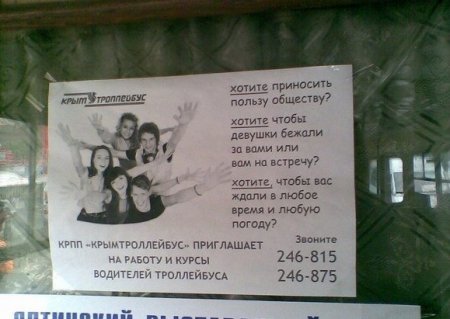 КРЫМТРОЛЛЕЙБУС
хотите приносить
пользу обществу?
хотите чтобы
девушки бежали
за вами или
вам на встречу?
хотите, чтобы вас
ждали в любое
время и любую
погоду?
КРПП «КРЫМТРОЛЛЕЙБУС» ПРИГЛАШАЕТ
НА РАБОТУ И КУРСЫ
ВОДИТЕЛЕЙ ТРОЛЛЕЙБУСА
Звоните
246-815
246-875